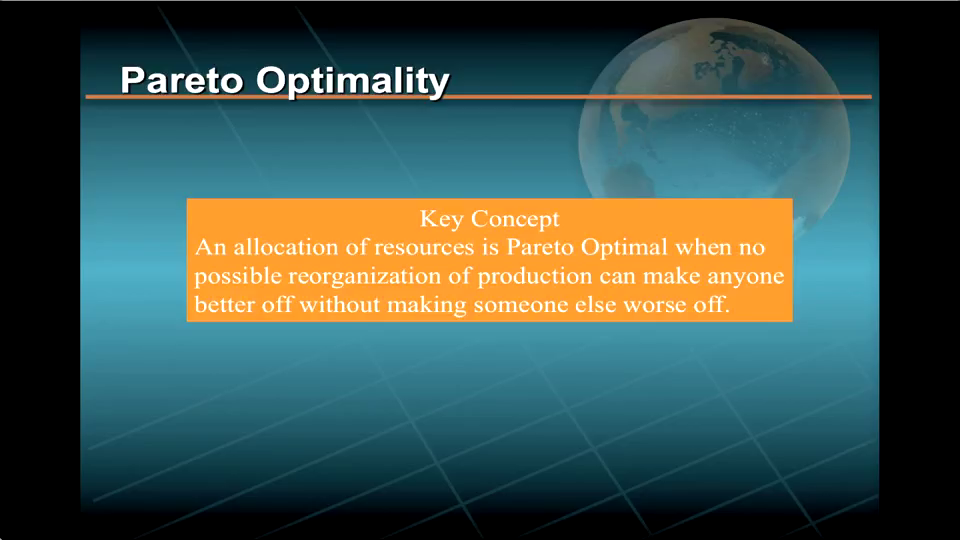 Pareto Optimality
Key Concept
An allocation of resources is Pareto Optimal when no
possible reorganization of production can make anyone
better off without making someone else worse off.